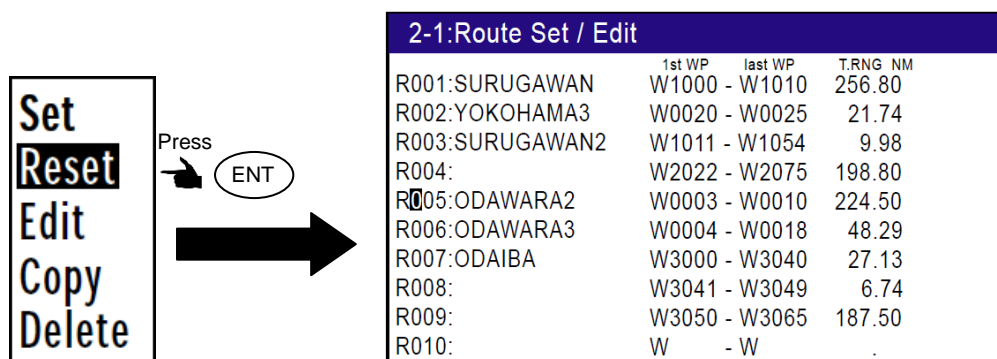 Set
Reset
Edit
Copy
Delete
Press
ENT
2-1:Route Set / Edit
1st WP last WP T.RNG NM
R001:SURUGAWAN W1000 - W1010 256.80
R002:YOKOHAMA3 W0020 - W0025 21.74
R003:SURUGAWAN2 W1011 - W1054 9.98
R004: W2022 - W2075 198.80
R005:ODAWARA2 W0003 - W0010 224.50
R006:ODAWARA3 W0004 - W0018 48.29
R007:ODAIBA W3000 - W3040 27.13
R008: W3041 - W3049 6.74
R009: W3050 - W3065 187.50
R010: W - W .